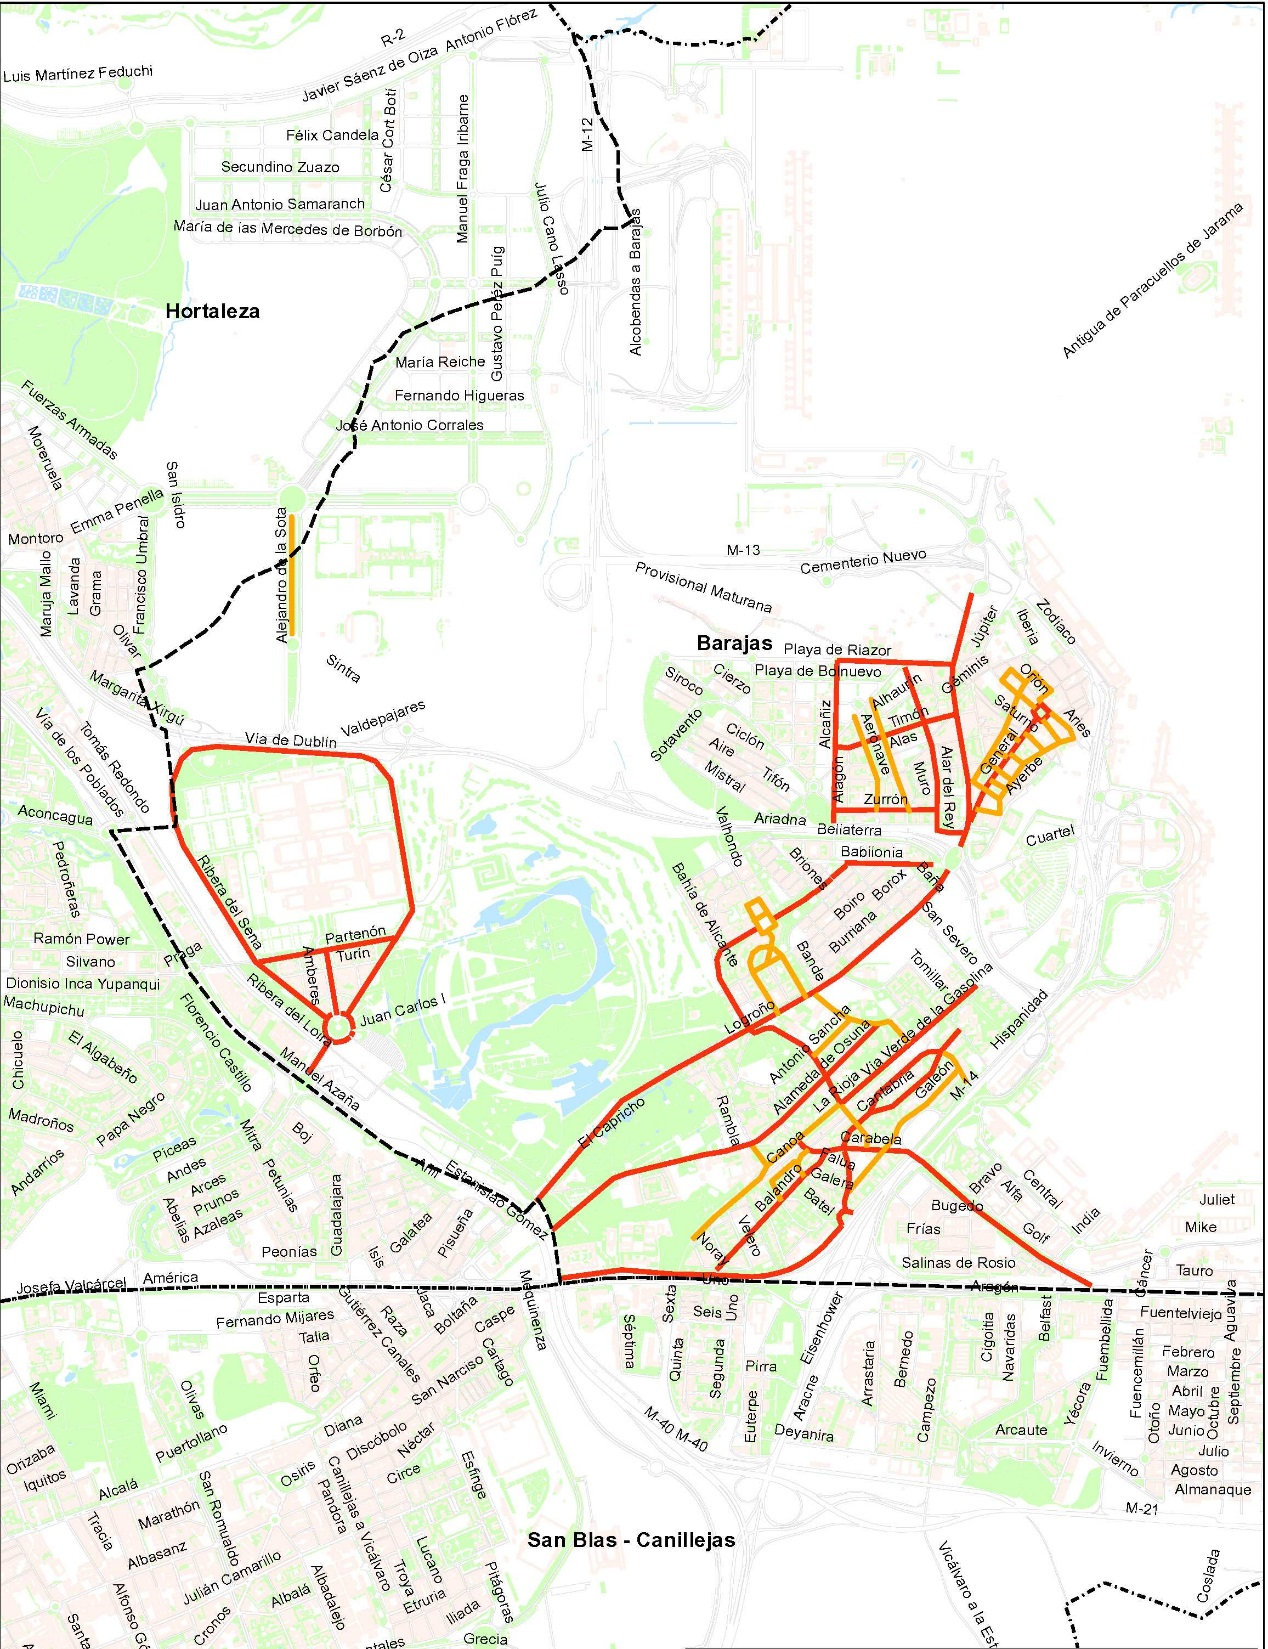 R-2
Javier Sáenz de Oiza
Antonio Flórez
Luis Martínez Feduchi
Félix Candela
César Cort Boti
Manuel Fraga Iribarne
M-12
Secundino Zuazo
Juan Antonio Samaranch
María de las Mercedes de Borbón
Julio Cano Lasso
Alcobendas a Barajas
Antigua de Paracuellos de Jarama
Hortaleza
Gustavo Peréz Puig
María Reiche
Fernando Higueras
José Antonio Corrales
Fuerzas Armadas
Moreruela
San Isidro
Emma Penella
Montoro
Maruja Mallo
Lavanda
Grama
Francisco Umbral
Alejandro de la Sota
M-13
Cementerio Nuevo
Provisional Maturana
Olivar
Sintra
Margarita Xirgú
Barajas
Playa de Riazor
Playa de Bolnuevo
Júpiter
Iberia
Zodiaco
Géminis
Orión
Siroco
Cierzo
Alhaurín
Saturno
Aries
Vía de los Poblados
Tomás Redondo
Valdepajares
Vía de Dublín
Sotavento
Ciclón
Aire
Mistral
Tifón
Alcañiz
Timón
Alas
Aeronave
General
Ayerbe
Alagón
Muro
Alar del Rey
Zurrón
Aconcagua
Ariadna
Bellaterra
Cuartel
Valhondo
Babilonia
Pedroñeras
Ribera del Sena
Bahía de Alicante
Briones
Boiro
Borox
Baña
Burriana
San Severo
Ramón Power
Silvano
Praga
Partenón
Turín
Amberes
Bande
Tomillar
Dionisio Inca Yupanqui
Machupichu
Ribera del Loira
Juan Carlos I
Logroño
Florencio Castillo
Antonio Sancha
Alameda de Osuna
Vía Verde de la Gasolina
La Rioja
Hispanidad
Chicuelo
El Algabeño
Manuel Azaña
Cantabria
Galeón
M-14
Madroños
Papa Negro
Mitra
Boj
El Capricho
Rambla
Canoa
Carabela
Andarríos
Piceas
Andes
Arces
Prunos
Azaleas
Abelias
Petunias
Guadalajara
Anil
Estanislao Gómez
Falúa
Galera
Balandro
Batel
Velero
Noray
Bravo
Alfa
Central
Bugedo
Golf
India
Frías
Salinas de Rosío
Aragón
Juliet
Mike
Peonías
Isis
Galatea
Pisueña
Uno
Cáncer
Tauro
Aguaviva
Josefa Valcárcel
América
Esparta
Fernando Mijares
Talía
Orfeo
Gutiérrez Canales
Raza
Jaca
Boltaña
Caspe
Cartago
San Narciso
Mequinenza
Séptima
Sexta
Seis
Uno
Quinta
Segunda
Pirra
Euterpe
Eisenhower
Aracne
Deyanira
Arrastaria
Bernedo
Campezo
Cigoitia
Navaridas
Belfast
Fuembellida
Fuentelviejo
Fuencemillán
Febrero
Marzo
Abril
Mayo
Junio
Julio
Agosto
Septiembre
Octubre
Otoño
Almanaque
Yécora
Arcaute
Invierno
M-21
Miami
Olivas
Puertollano
Diana
Discóbolo
Néctar
Circe
Esfinge
M-40 M-40
Orizaba
Iquitos
Alcalá
Osiris
Canillejas a Vicálvaro
Pandora
Marathón
San Romualdo
Tracia
Albasanz
Julián Camarillo
San Blas - Canillejas
Lucano
Troya
Etruria
Iliada
Pitágoras
Albalá
Albadalejo
Alfonso Gó
Cronos
Santa
ntales
Grecia
Vicálvaro a la Est
Coslada